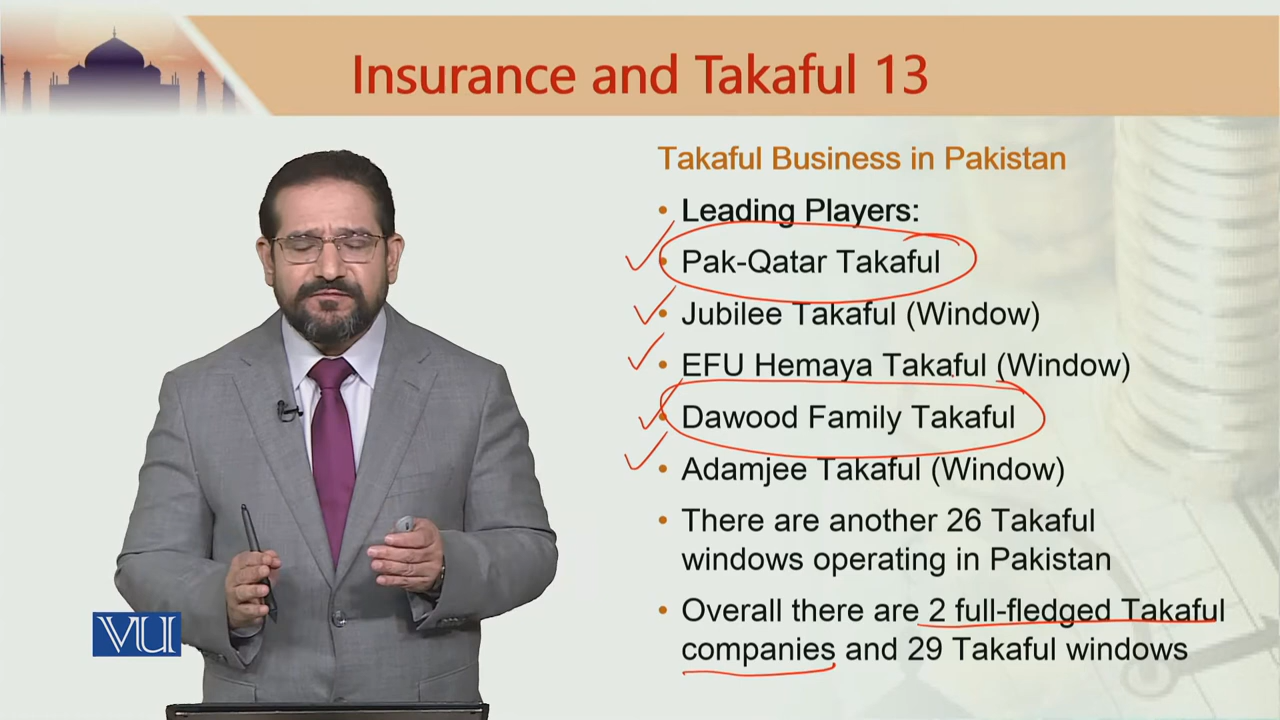 Insurance and Takaful 13
Takaful Business in Pakistan
• Leading Players:
• Pak-Qatar Takaful
• Jubilee Takaful (Window)
• EFU Hemaya Takaful (Window)
• Dawood Family Takaful
• Adamjee Takaful (Window)
• There are another 26 Takaful
windows operating in Pakistan
• Overall there are 2 full-fledged Takaful
companies and 29 Takaful windows
VU